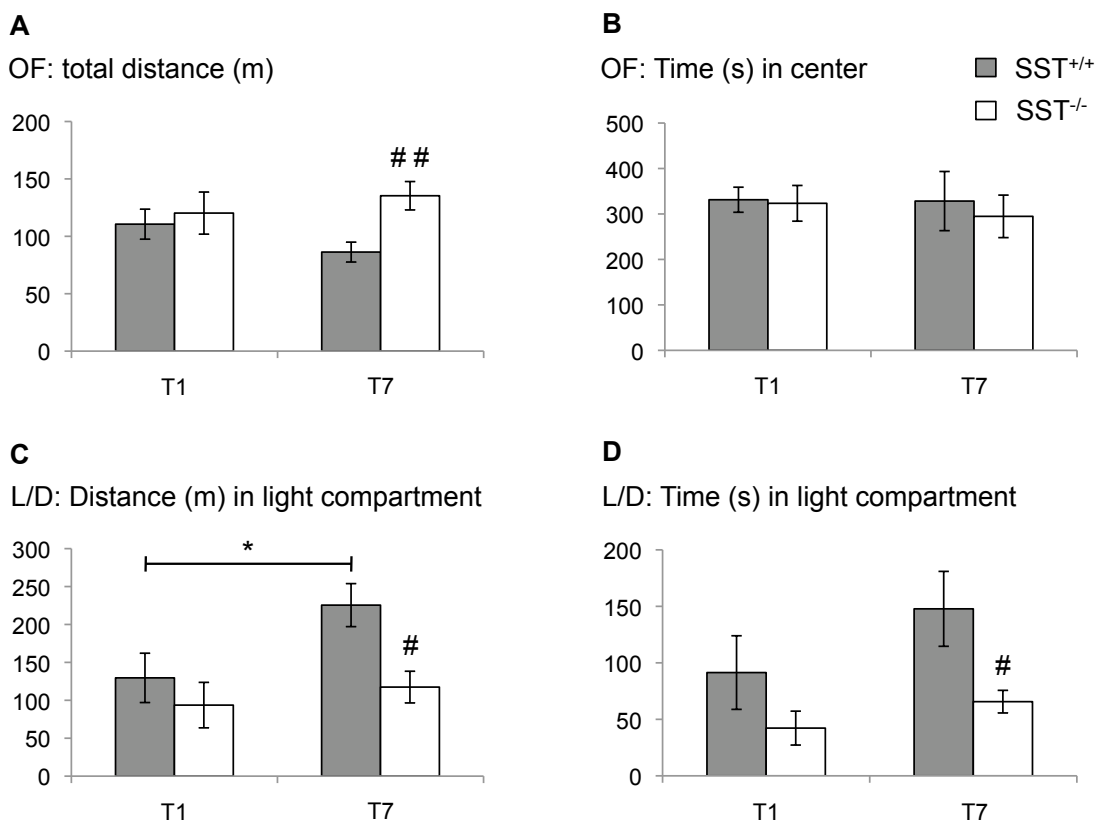 A
OF: total distance (m)
200
150
100
50
0
# #
T1
T7
B
OF: Time (s) in center
SST+/+
SST-/-
500
400
300
200
100
0
T1
T7
C
L/D: Distance (m) in light compartment
300
250
200
150
100
50
0
*
#
T1
T7
D
L/D: Time (s) in light compartment
200
150
100
50
0
#
T1
T7